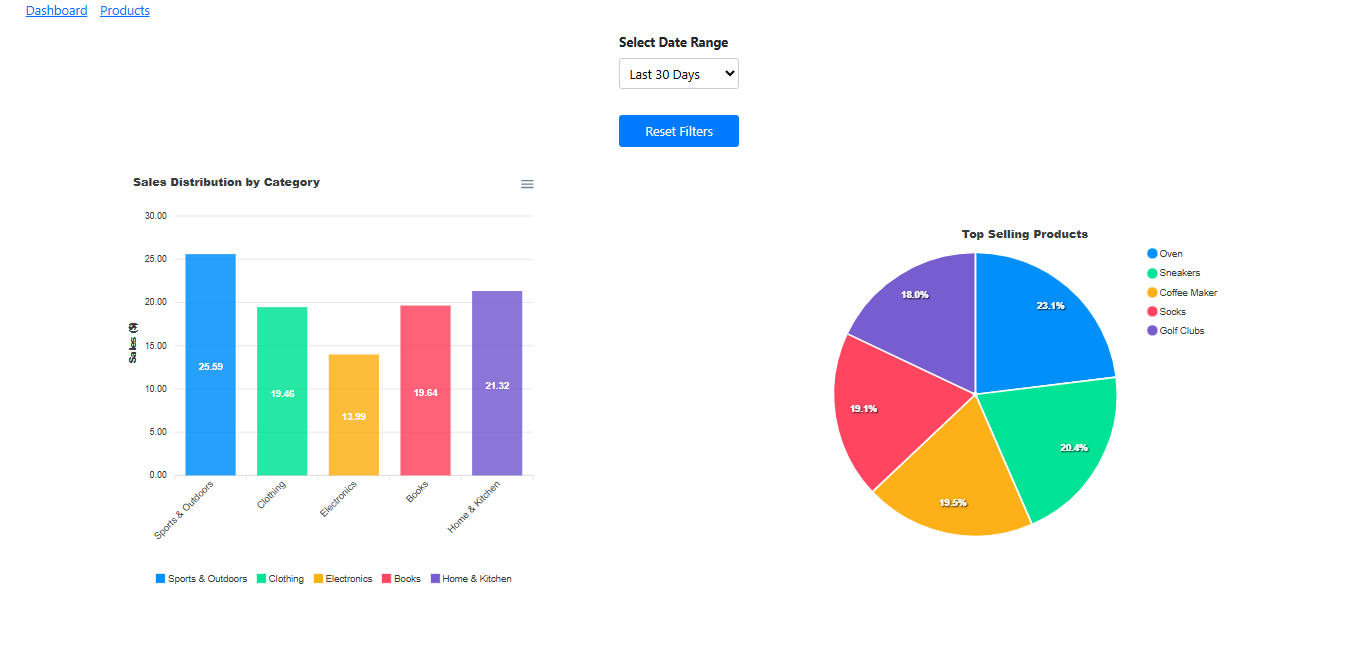 Dashboard Products
Select Date Range
Last 30 Days
Reset Filters
Sales Distribution by Category
30.00
25.00
20.00
15.00
10.00
5.00
0.00
Sales ($)
25.59
19.46
13.99
19.64
21.32
Sports & Outdoors
Clothing
Electronics
Books
Home & Kitchen
Sports & Outdoors Clothing Electronics Books Home & Kitchen
Top Selling Products
23.1%
20.4%
19.5%
19.1%
18.0%
Oven
Sneakers
Coffee Maker
Socks
Golf Clubs